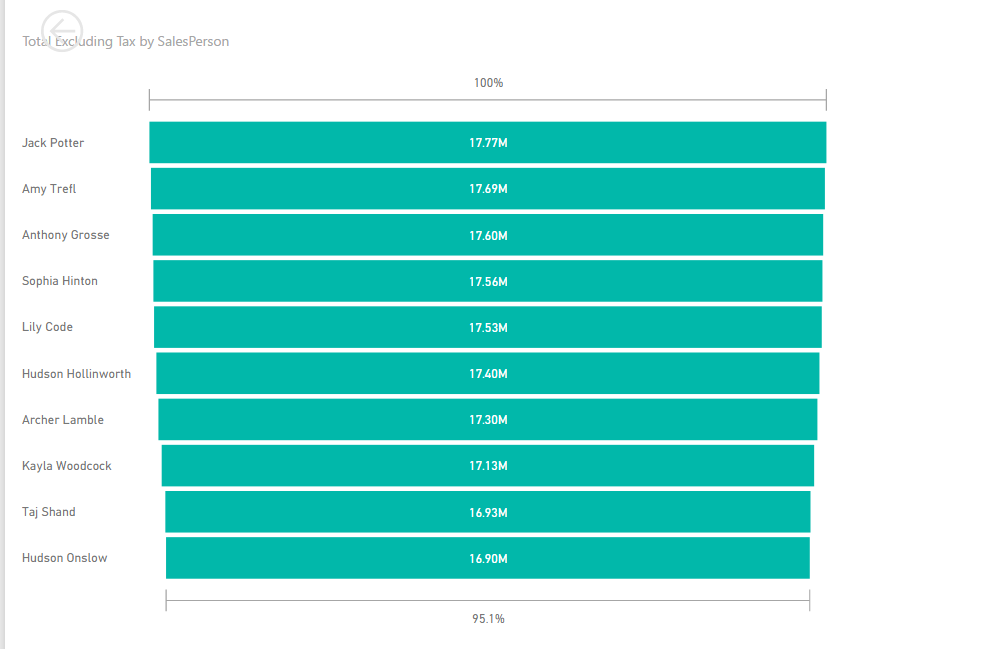 Total Excluding Tax by SalesPerson
100%
Jack Potter 17.77M
Amy Trefl 17.69M
Anthony Grosse 17.60M
Sophia Hinton 17.56M
Lily Code 17.53M
Hudson Hollinworth 17.40M
Archer Lamble 17.30M
Kayla Woodcock 17.13M
Taj Shand 16.93M
Hudson Onslow 16.90M
95.1%